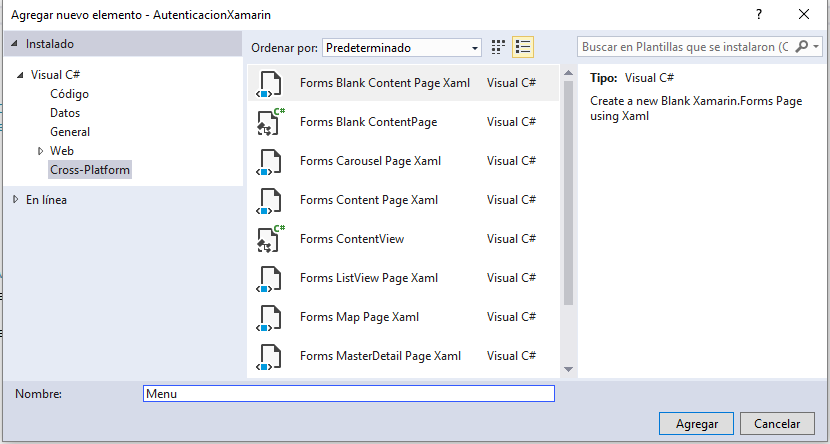 Agregar nuevo elemento - AutenticacionXamarin
Instalado
Ordenar por: Predeterminado
Buscar en Plantillas que se instalaron (C
Visual C#
Código
Datos
General
Web
Cross-Platform
En línea
Forms Blank Content Page Xaml Visual C#
Forms Blank ContentPage Visual C#
Forms Carousel Page Xaml Visual C#
Forms Content Page Xaml Visual C#
Forms ContentView Visual C#
Forms ListView Page Xaml Visual C#
Forms Map Page Xaml Visual C#
Forms MasterDetail Page Xaml Visual C#
Tipo: Visual C#
Create a new Blank Xamarin.Forms Page
using Xaml
Nombre: Menu
Agregar Cancelar